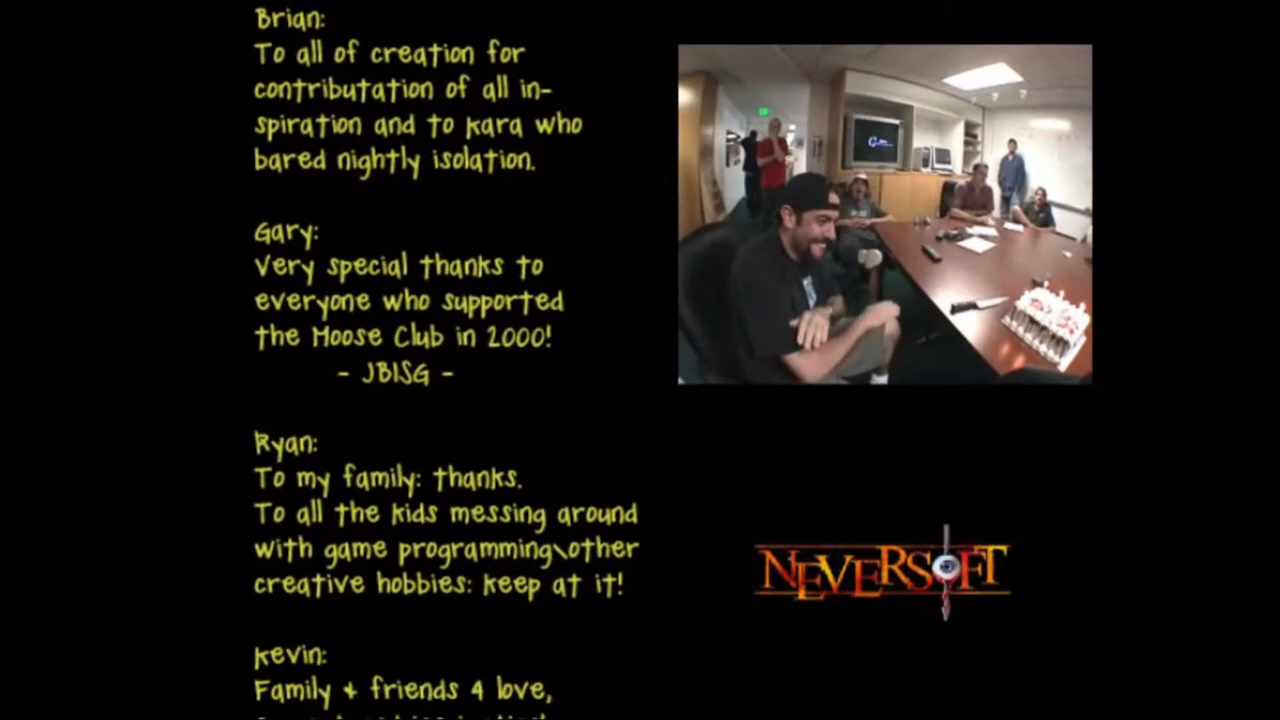 Brian:
To all of creation for
contributation of all in-
spiration and to Kara who
bared nightly isolation.
Gary:
Very special thanks to
everyone who supported
the Moose Club in 2000!
- JBISG -
Ryan:
To my family: thanks.
To all the kids messing around
with game programming\other
creative hobbies: keep at it!
Kevin:
Family + friends 4 love,
NEVERSOFT